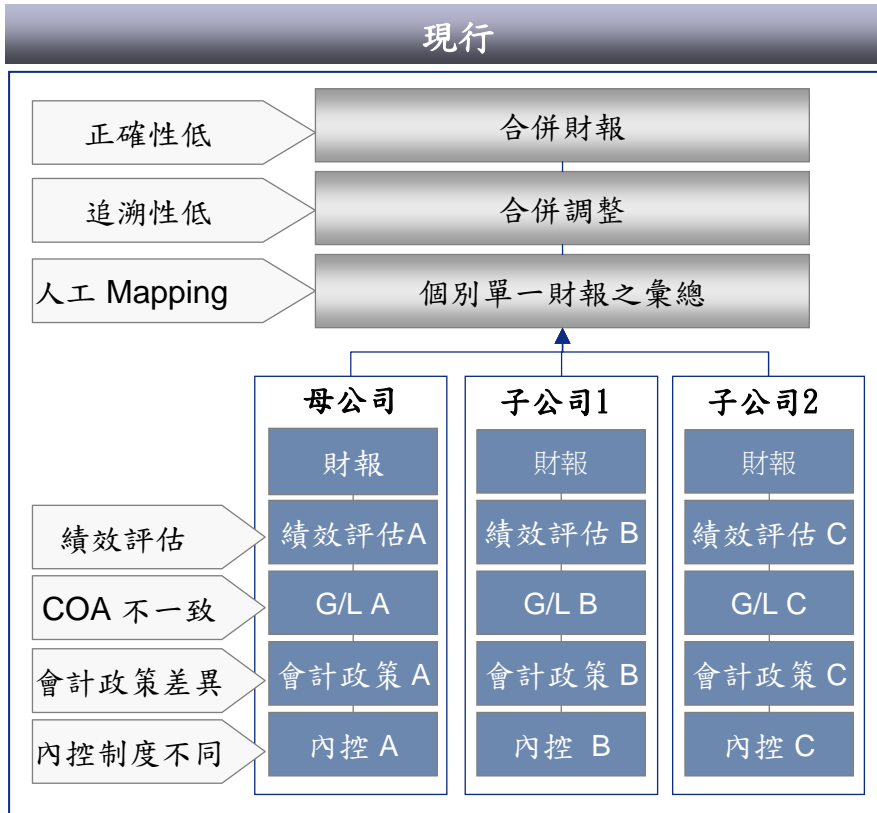 現行
正確性低
合併財報
追溯性低
合併調整
人工 Mapping
個別單一財報之彙總
母公司
子公司1
子公司2
財報
財報
財報
績效評估
績效評估A
績效評估 B
績效評估 C
COA 不一致
G/L A
G/L B
G/L C
會計政策差異
會計政策 A
會計政策 B
會計政策 C
內控制度不同
內控 A
內控 B
內控 C